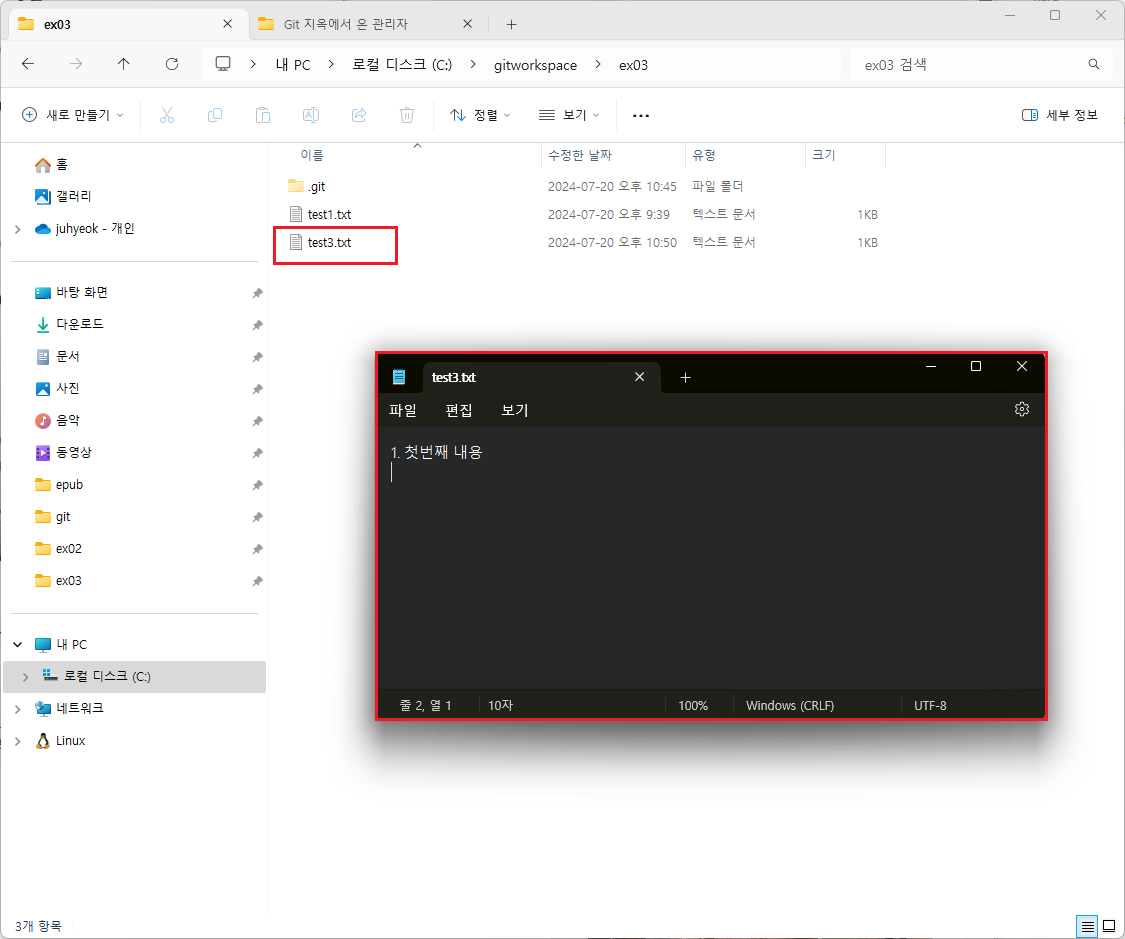 ex03
Git 지옥에서 온 관리자
내 PC
로컬 디스크 (C:)
gitworkspace
ex03
ex03 검색
새로 만들기
정렬
보기
세부 정보
이름 수정한 날짜 유형 크기
.git 2024-07-20 오후 10:45 파일 폴더
test1.txt 2024-07-20 오후 9:39 텍스트 문서 1KB
test3.txt 2024-07-20 오후 10:50 텍스트 문서 1KB
홈
갤러리
juhyeok - 개인
바탕 화면
다운로드
문서
사진
음악
동영상
epub
git
ex02
ex03
내 PC
로컬 디스크 (C:)
네트워크
Linux
test3.txt
파일 편집 보기
1. 첫번째 내용
줄 2, 열 1 10자 100% Windows (CRLF) UTF-8
3개 항목